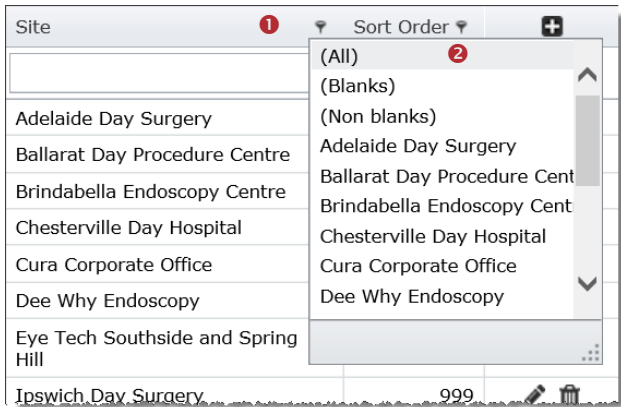 Site 1 Sort Order
(All) 2
(Blanks)
(Non blanks)
Adelaide Day Surgery
Ballarat Day Procedure Cent
Brindabella Endoscopy Cent
Chesterville Day Hospital
Cura Corporate Office
Dee Why Endoscopy
Adelaide Day Surgery
Ballarat Day Procedure Centre
Brindabella Endoscopy Centre
Chesterville Day Hospital
Cura Corporate Office
Dee Why Endoscopy
Eye Tech Southside and Spring
Hill
Ipswich Day Surgery 999